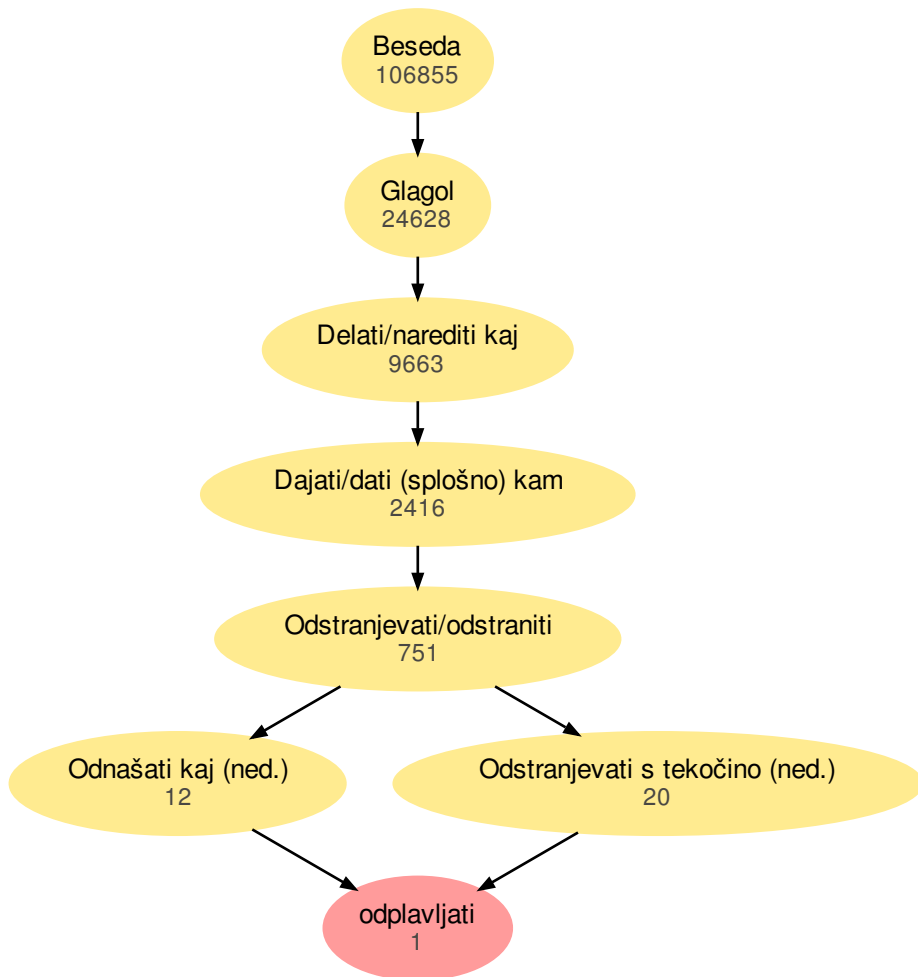 Beseda
106855
Glagol
24628
Delati/narediti kaj
9663
Dajati/dati (splošno) kam
2416
Odstranjevati/odstraniti
751
Odnašati kaj (ned.)
12
Odstranjevati s tekočino (ned.)
20
odplavljati
1